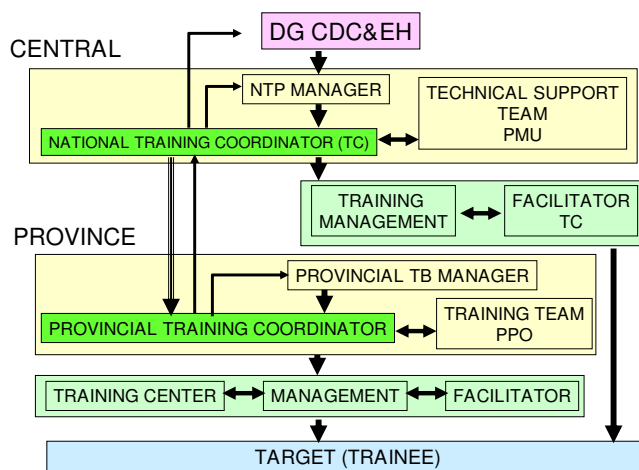 DG CDC&EH
CENTRAL
NTP MANAGER
TECHNICAL SUPPORT
TEAM
PMU
NATIONAL TRAINING COORDINATOR (TC)
TRAINING
MANAGEMENT
FACILITATOR
TC
PROVINCE
PROVINCIAL TB MANAGER
PROVINCIAL TRAINING COORDINATOR
TRAINING TEAM
PPO
TRAINING CENTER
MANAGEMENT
FACILITATOR
TARGET (TRAINEE)